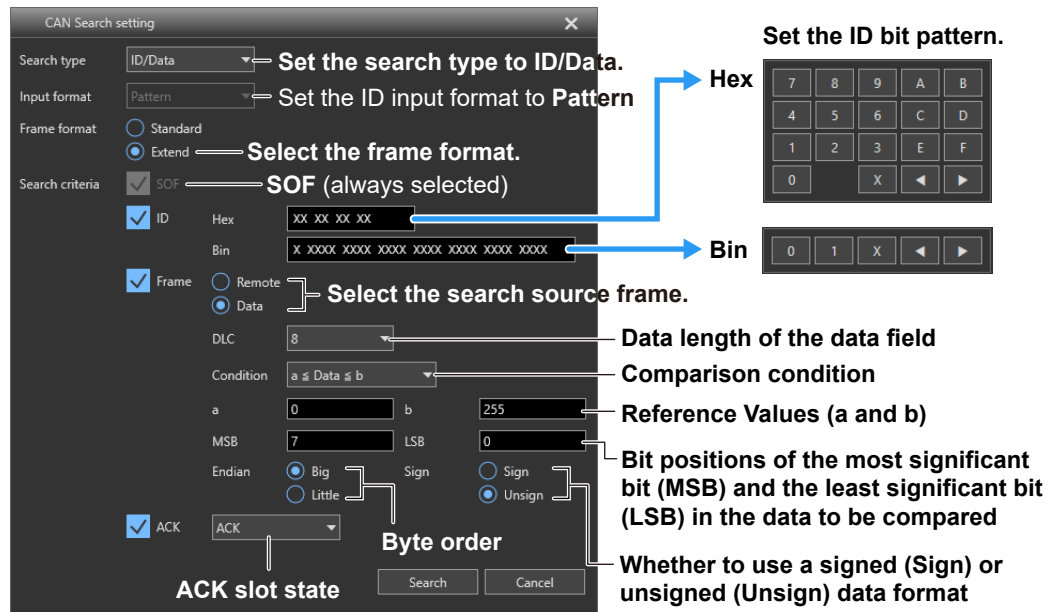 CAN Search setting
Set the ID bit pattern.
Search type ID/Data Set the search type to ID/Data.
Hex
7 8 9 A B
4 5 6 C D
1 2 3 E F
0 X ◀ ▶
Input format Pattern Set the ID input format to Pattern
Frame format Standard
Extend Select the frame format.
Search criteria SOF SOF (always selected)
ID Hex XX XX XX XX
Bin X XXXX XXXX XXXX XXXX XXXX XXXX XXXX
Bin
0 1 X ◀ ▶
Frame Remote
Data
Select the search source frame.
DLC 8 Data length of the data field
Condition a ≦ Data ≦ b Comparison condition
a 0 b 255 Reference Values (a and b)
MSB 7 LSB 0
Bit positions of the most significant
bit (MSB) and the least significant bit
(LSB) in the data to be compared
Endian Big Sign Sign
Little Unsign
ACK ACK
Byte order
ACK slot state
Whether to use a signed (Sign) or
unsigned (Unsign) data format
Search Cancel